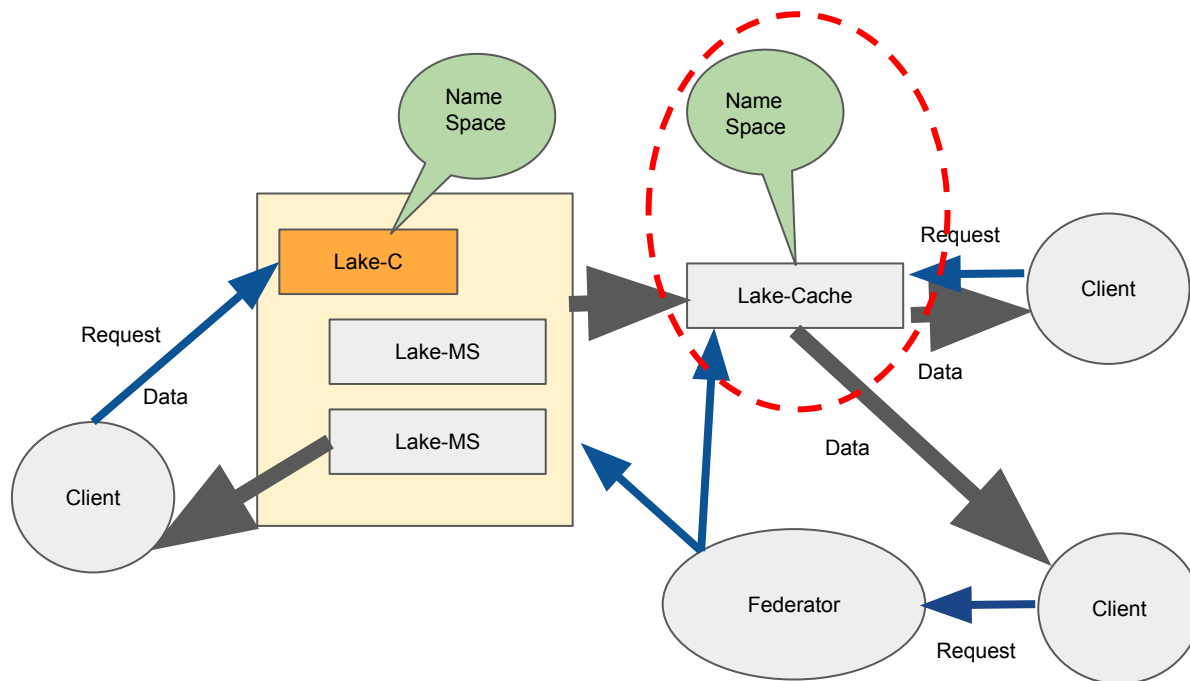 Name
Space
Name
Space
Request
Lake-C
Lake-Cache
Client
Request
Lake-MS
Data
Data
Lake-MS
Data
Client
Federator
Client
Request